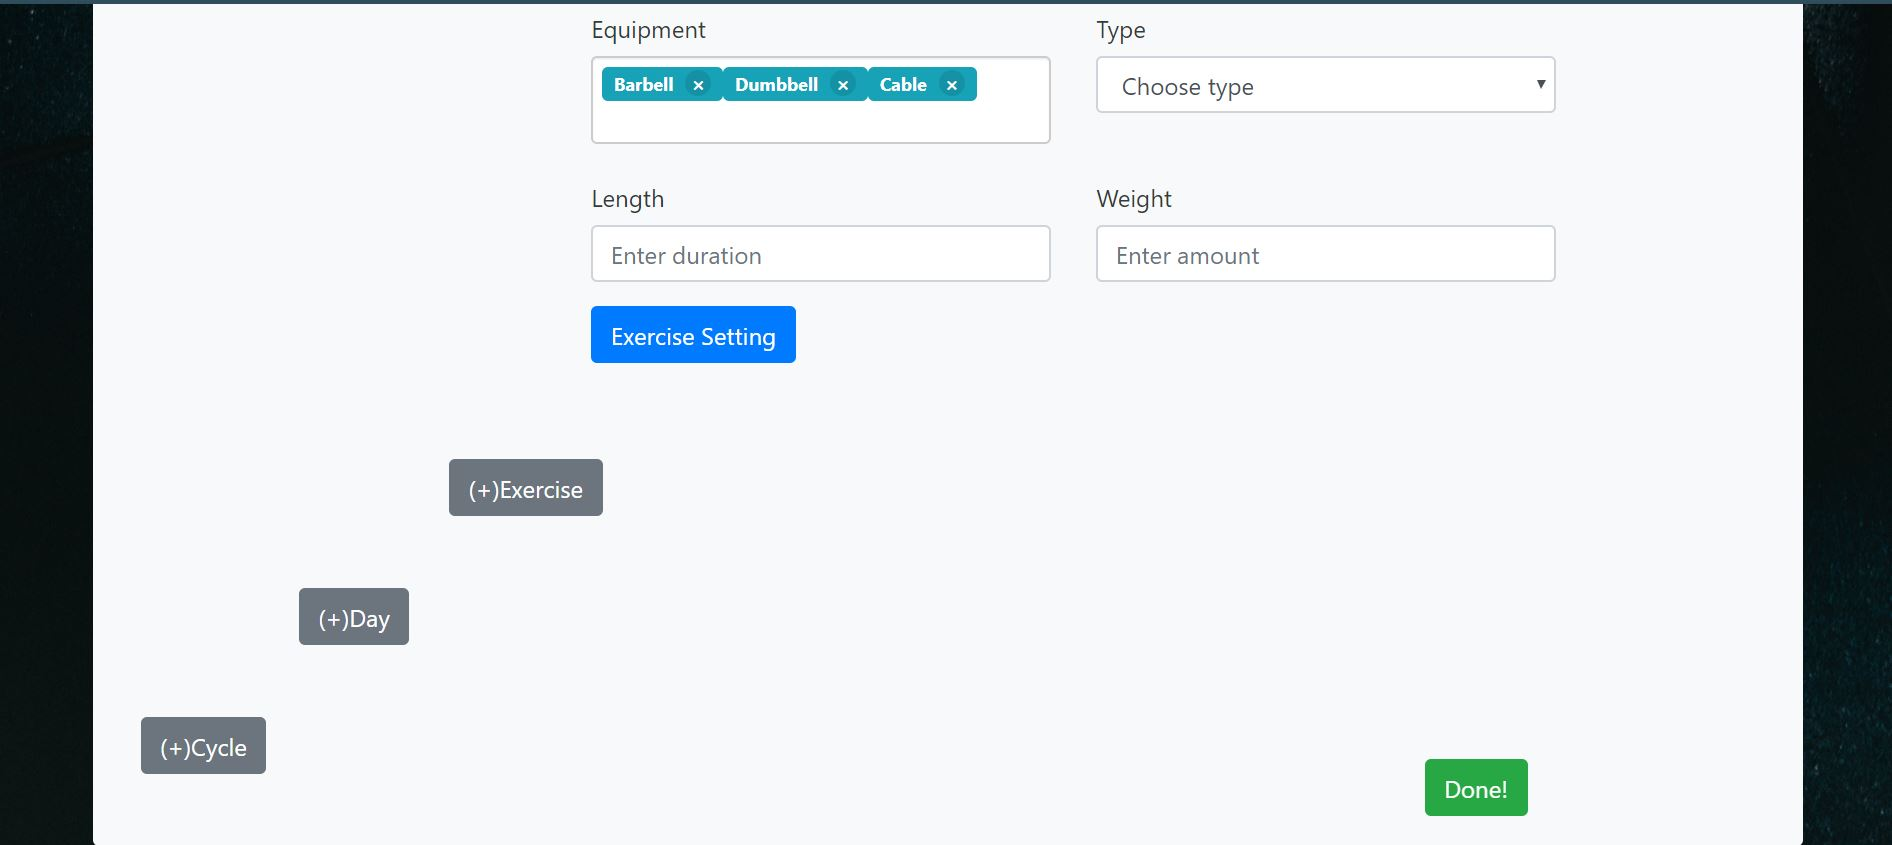 Equipment
Type
Barbell × Dumbbell × Cable ×
Choose type
Length
Weight
Enter duration
Enter amount
Exercise Setting
(+)Exercise
(+)Day
(+)Cycle
Done!